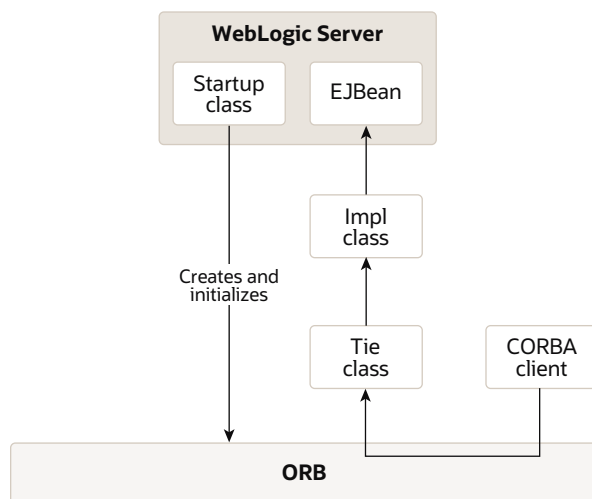 WebLogic Server
Startup
class
EJBean
Impl
class
Creates and
initializes
Tie
class
CORBA
client
ORB